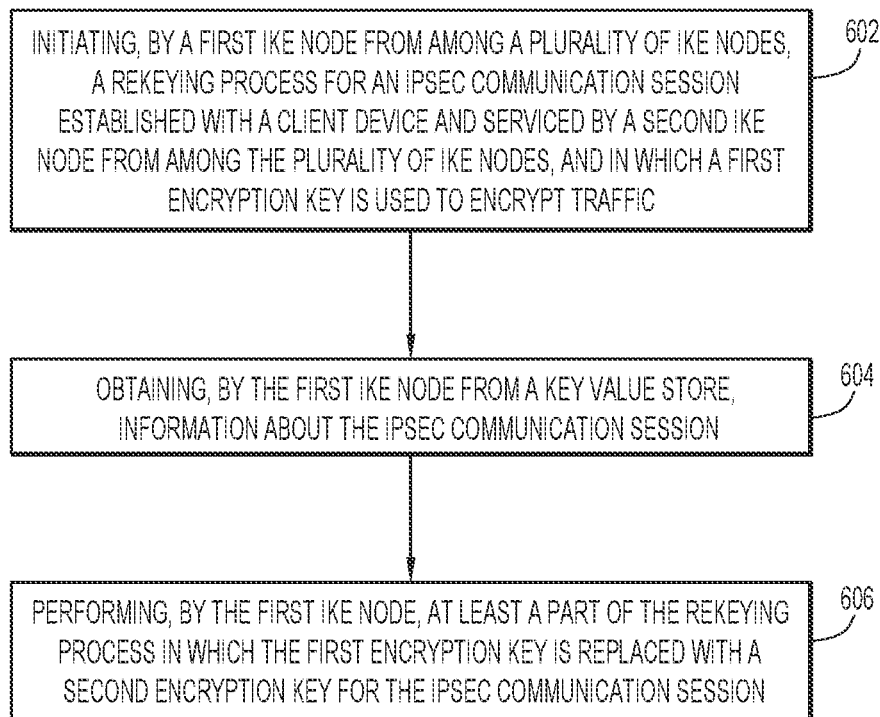 INITIATING, BY A FIRST IKE NODE FROM AMONG A PLURALITY OF IKE NODES,
A REKEYING PROCESS FOR AN IPSEC COMMUNICATION SESSION
ESTABLISHED WITH A CLIENT DEVICE AND SERVICED BY A SECOND IKE
NODE FROM AMONG THE PLURALITY OF IKE NODES, AND IN WHICH A FIRST
ENCRYPTION KEY IS USED TO ENCRYPT TRAFFIC
602
OBTAINING, BY THE FIRST IKE NODE FROM A KEY VALUE STORE,
INFORMATION ABOUT THE IPSEC COMMUNICATION SESSION
604
PERFORMING, BY THE FIRST IKE NODE, AT LEAST A PART OF THE REKEYING
PROCESS IN WHICH THE FIRST ENCRYPTION KEY IS REPLACED WITH A
SECOND ENCRYPTION KEY FOR THE IPSEC COMMUNICATION SESSION
606